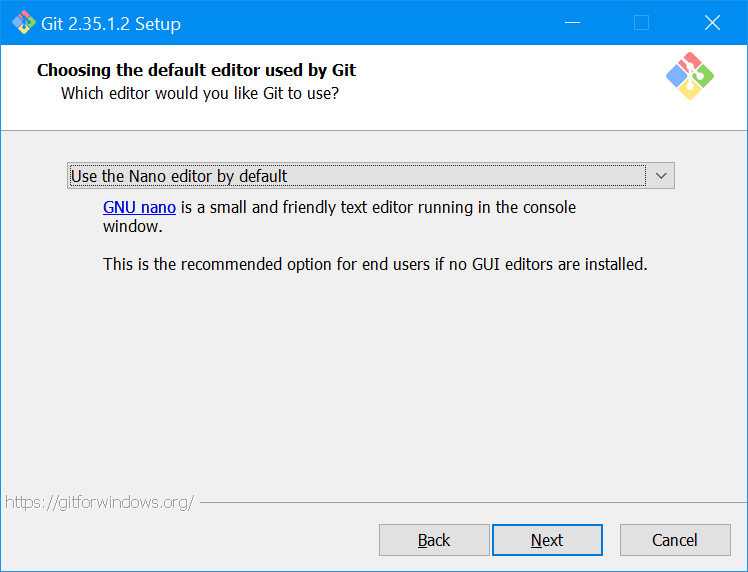 Git 2.35.1.2 Setup
Choosing the default editor used by Git
Which editor would you like Git to use?
Use the Nano editor by default
GNU nano is a small and friendly text editor running in the console
window.
This is the recommended option for end users if no GUI editors are installed.
https://gitforwindows.org/
Back
Next
Cancel